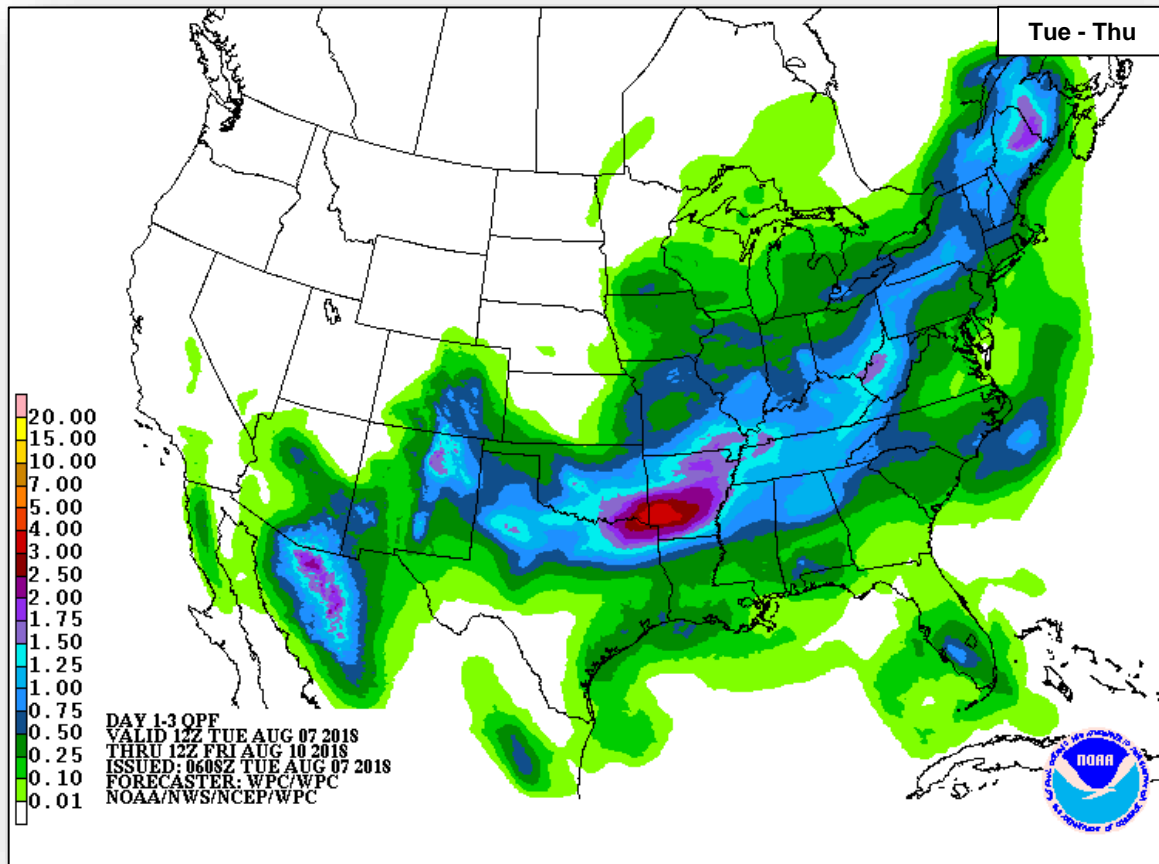 Tue - Thu
20.00
15.00
10.00
7.00
5.00
4.00
3.00
2.50
2.00
1.75
1.50
1.25
1.00
0.75
0.50
0.25
0.10
0.01
DAY 1-3 QPF
VALID 12Z TUE AUG 07 2018
THRU 12Z FRI AUG 10 2018
ISSUED: 0608Z TUE AUG 07 2018
FORECASTER: WPC/WPC
NOAA/NWS/NCEP/WPC
NOAA